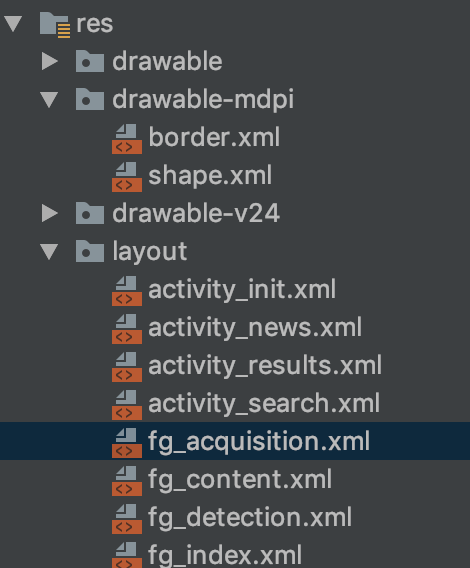 res
drawable
drawable-mdpi
border.xml
shape.xml
drawable-v24
layout
activity_init.xml
activity_news.xml
activity_results.xml
activity_search.xml
fg_acquisition.xml
fg_content.xml
fg_detection.xml
fg_index.xml